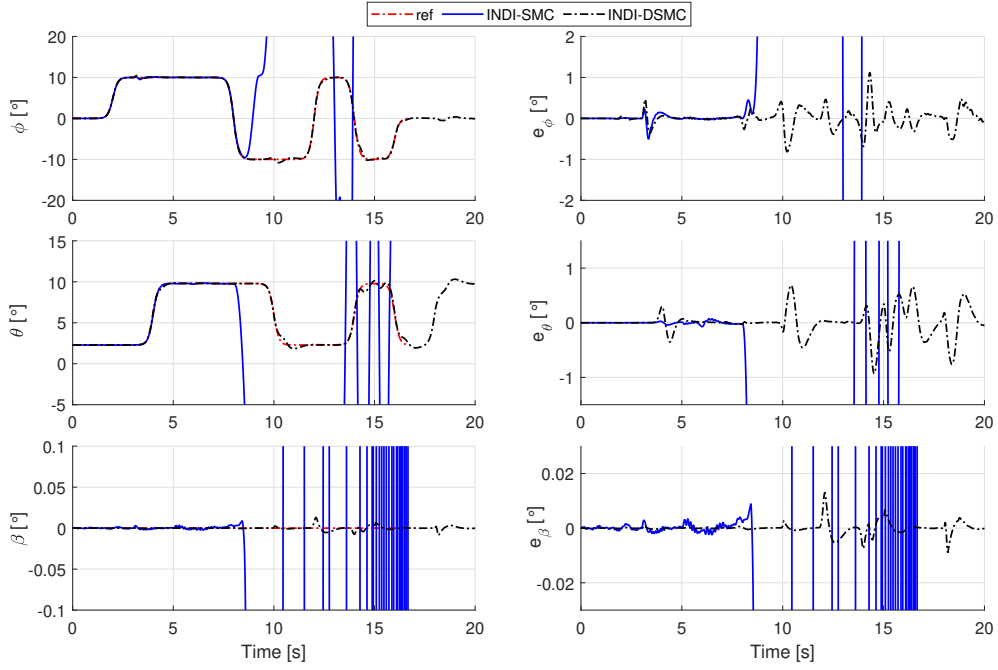 ref INDI-SMC INDI-DSMC
20
10
0
-10
-20
0 5 10 15 20
ϕ [°]
2
1
0
-1
-2
0 5 10 15 20
e_ϕ [°]
15
10
5
0
-5
0 5 10 15 20
θ [°]
1
0
-1
0 5 10 15 20
e_θ [°]
0.1
0.05
0
-0.05
-0.1
0 5 10 15 20
β [°]
Time [s]
0.02
0
-0.02
0 5 10 15 20
e_β [°]
Time [s]